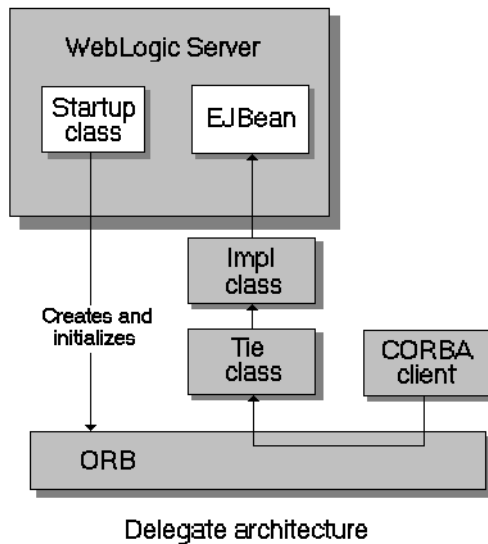 WebLogic Server
Startup
class
EJBean
Impl
class
Creates and
initializes
Tie
class
CORBA
client
ORB
Delegate architecture